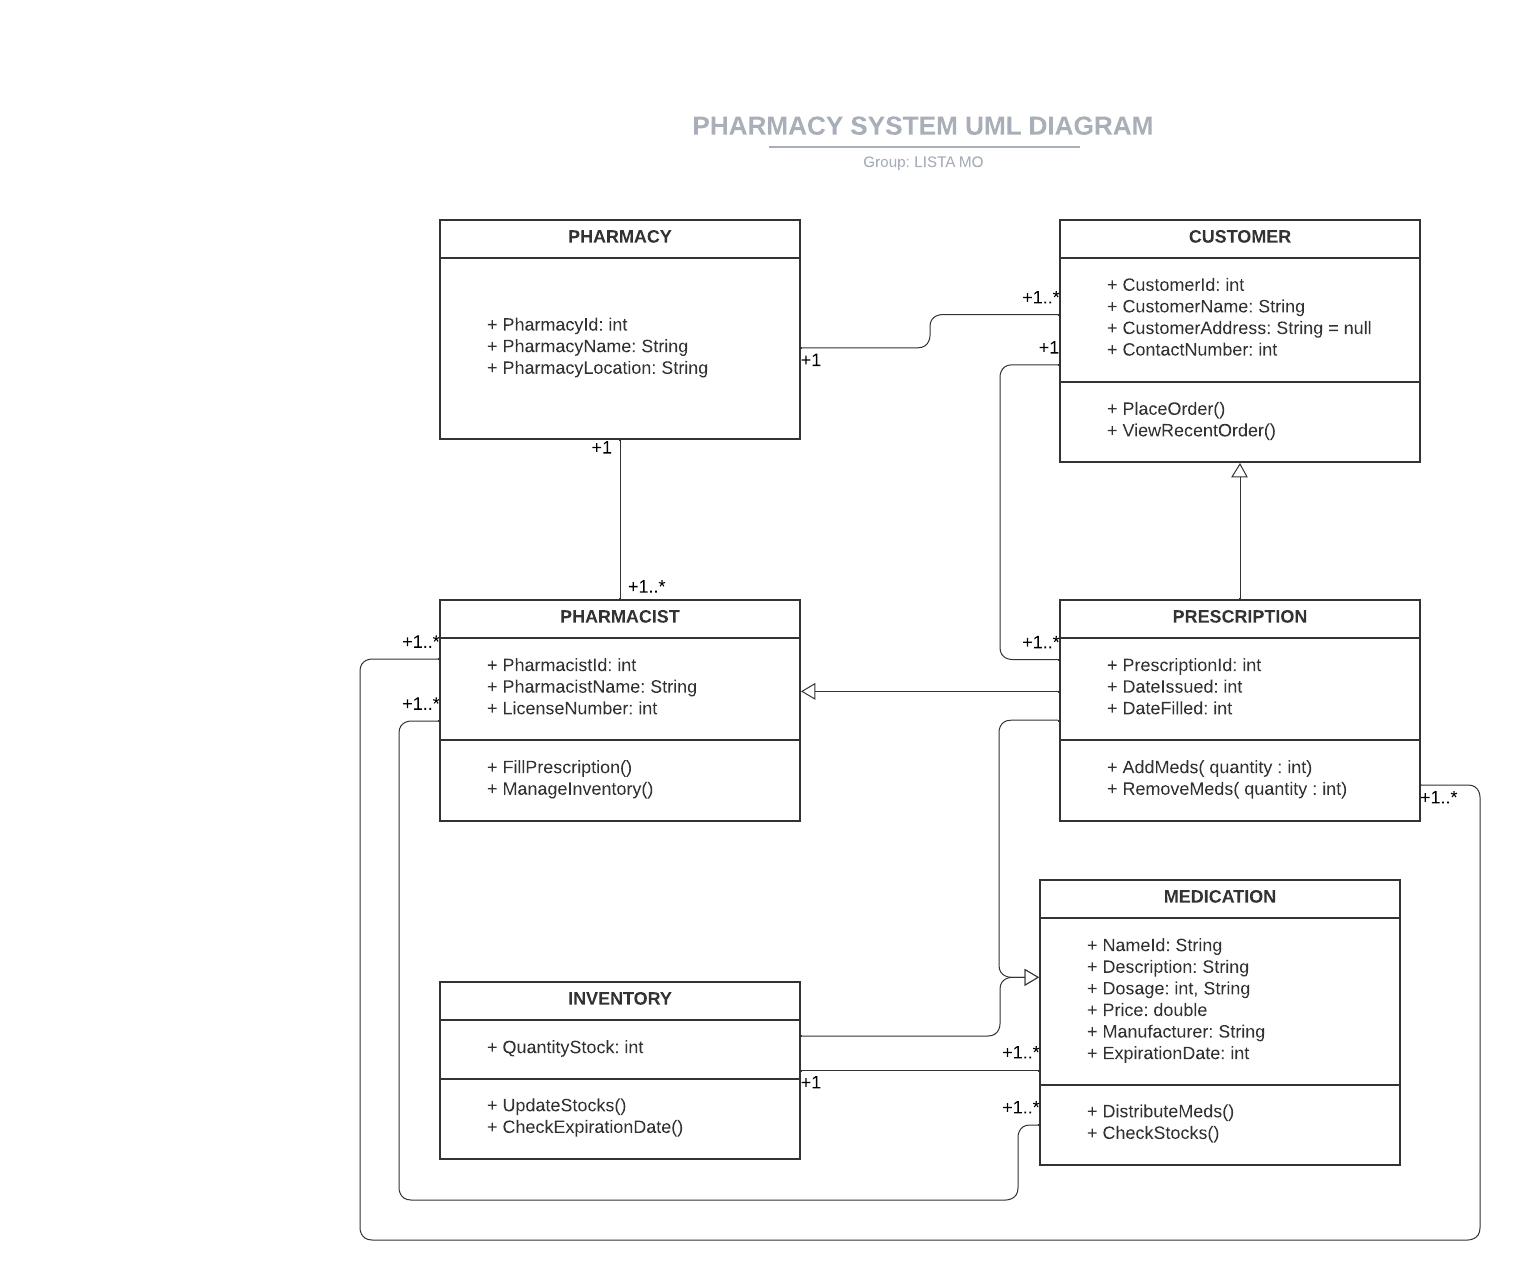 PHARMACY SYSTEM UML DIAGRAM
Group: LISTA MO
PHARMACY
+ PharmacyId: int
+ PharmacyName: String
+ PharmacyLocation: String
CUSTOMER
+ CustomerId: int
+ CustomerName: String
+ CustomerAddress: String = null
+ ContactNumber: int
+ PlaceOrder()
+ ViewRecentOrder()
+1..*
+1
+1
+1
+1..*
PHARMACIST
+ PharmacistId: int
+ PharmacistName: String
+ LicenseNumber: int
+ FillPrescription()
+ ManageInventory()
+1..*
+1..*
PRESCRIPTION
+ PrescriptionId: int
+ DateIssued: int
+ DateFilled: int
+ AddMeds( quantity : int)
+ RemoveMeds( quantity : int)
+1..*
+1..*
INVENTORY
+ QuantityStock: int
+ UpdateStocks()
+ CheckExpirationDate()
+1
MEDICATION
+ NameId: String
+ Description: String
+ Dosage: int, String
+ Price: double
+ Manufacturer: String
+ ExpirationDate: int
+ DistributeMeds()
+ CheckStocks()
+1..*
+1..*